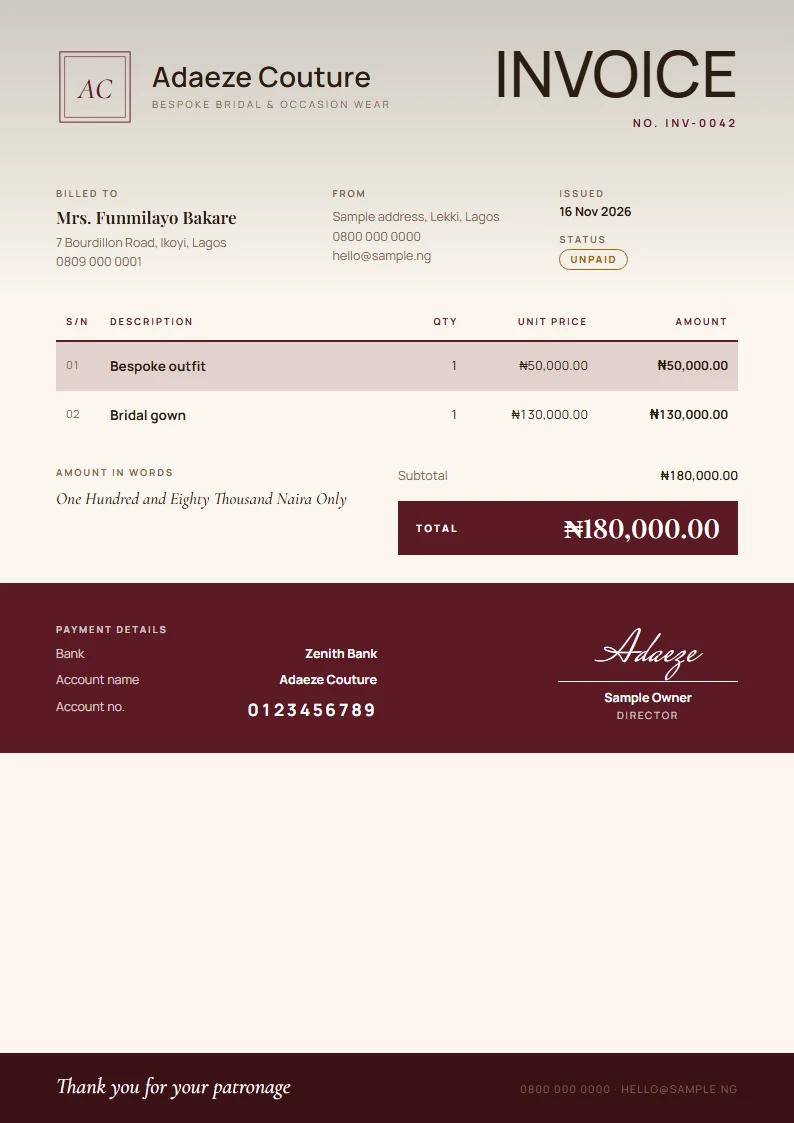 AC
Adaeze Couture
BESPOKE BRIDAL & OCCASION WEAR
INVOICE
NO. INV-0042
BILLED TO
Mrs. Funmilayo Bakare
7 Bourdillon Road, Ikoyi, Lagos
0809 000 0001
FROM
Sample address, Lekki, Lagos
0800 000 0000
hello@sample.ng
ISSUED
16 Nov 2026
STATUS
UNPAID
S/N DESCRIPTION QTY UNIT PRICE AMOUNT
01 Bespoke outfit 1 ₦50,000.00 ₦50,000.00
02 Bridal gown 1 ₦130,000.00 ₦130,000.00
AMOUNT IN WORDS
One Hundred and Eighty Thousand Naira Only
Subtotal ₦180,000.00
TOTAL ₦180,000.00
PAYMENT DETAILS
Bank Zenith Bank
Account name Adaeze Couture
Account no. 0123456789
Adaeze
Sample Owner
DIRECTOR
Thank you for your patronage
0800 000 0000 · HELLO@SAMPLE.NG